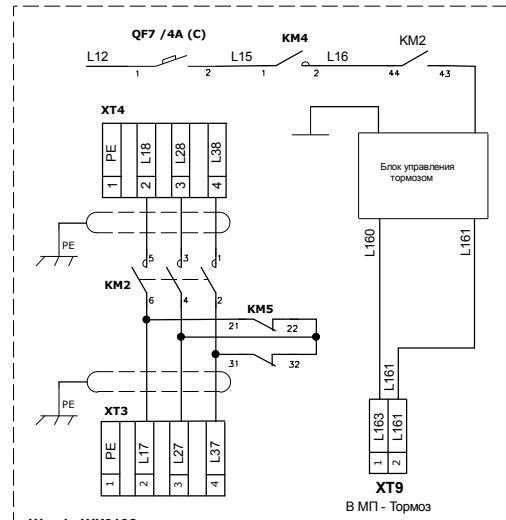 QF7 /4A (C)
KM4
KM2
L12
L15
L16
1
2
1
2
44
43
XT4
PE
L18
L28
L38
1
2
3
4
Блок управления
тормозом
PE
L160
L161
5
3
1
KM2
6
4
2
KM5
21
22
31
32
PE
XT3
PE
L17
L27
L37
1
2
3
4
L161
L163
L161
1
2
XT9
В МП - Тормоз